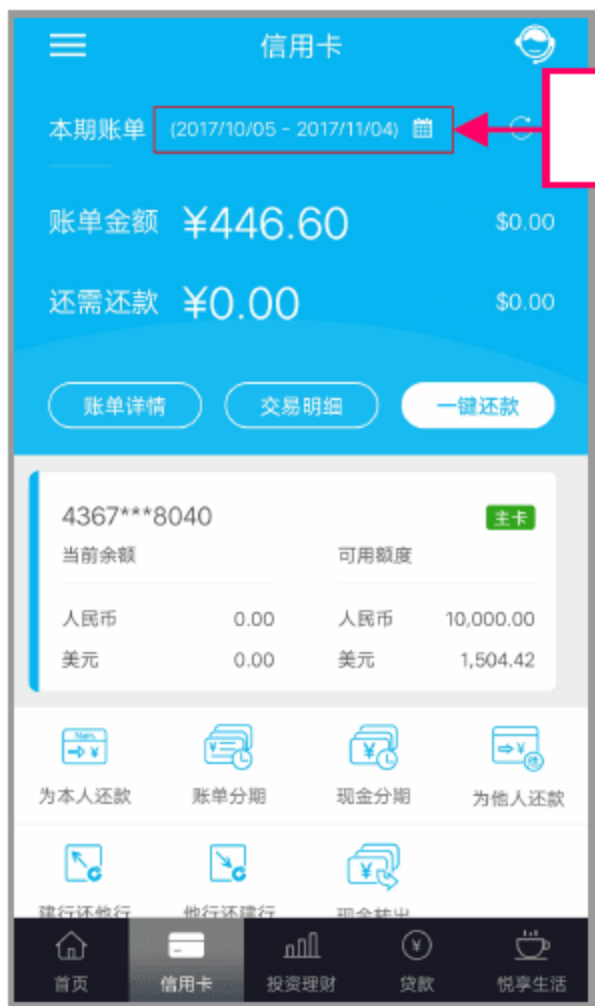 信用卡
本期账单 (2017/10/05 - 2017/11/04)
账单金额 ¥446.60 $0.00
还需还款 ¥0.00 $0.00
账单详情 交易明细 一键还款
4367***8040 主卡
当前余额 可用额度
人民币 0.00 人民币 10,000.00
美元 0.00 美元 1,504.42
为本人还款 账单分期 现金分期 为他人还款
建行还他行 他行还建行 现金转出
首页 信用卡 投资理财 贷款 悦享生活